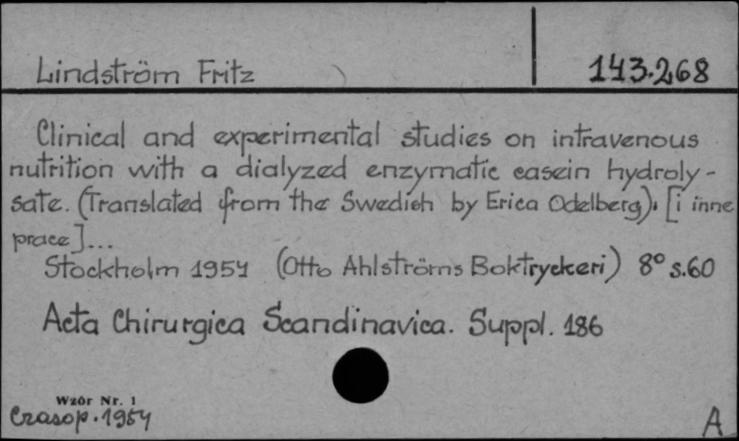 Lindström Fritz 143.268
Clinical and experimental studies on intravenous
nutrition with a dialyzed enzymatic casein hydroly-
sate. (Translated from the Swedish by Erica Odelberg). [i inne
prace]...
Stockholm 1954 (Otto Ahlströms Boktryckeri) 8° s.60
Acta Chirurgica Scandinavica. Suppl. 186
Wzór Nr. 1
Czasop. 1954 A